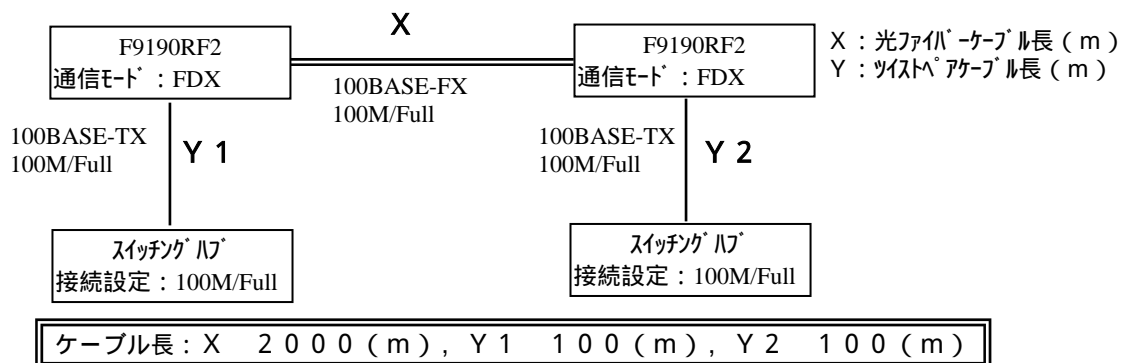 X
F9190RF2
通信ﾓｰﾄﾞ：FDX
F9190RF2
通信ﾓｰﾄﾞ：FDX
X：光ﾌｧｲﾊﾞｰｹｰﾌﾞﾙ長（m）
Y：ﾂｲｽﾄﾍﾟｱｹｰﾌﾞﾙ長（m）
100BASE-FX
100M/Full
100BASE-TX
100M/Full
Ｙ１
100BASE-TX
100M/Full
Ｙ２
ｽｲｯﾁﾝｸﾞﾊﾌﾞ
接続設定：100M/Full
ｽｲｯﾁﾝｸﾞﾊﾌﾞ
接続設定：100M/Full
ケーブル長：Ｘ　２０００（ｍ）, Ｙ１　１００（ｍ）, Ｙ２　１００（ｍ）